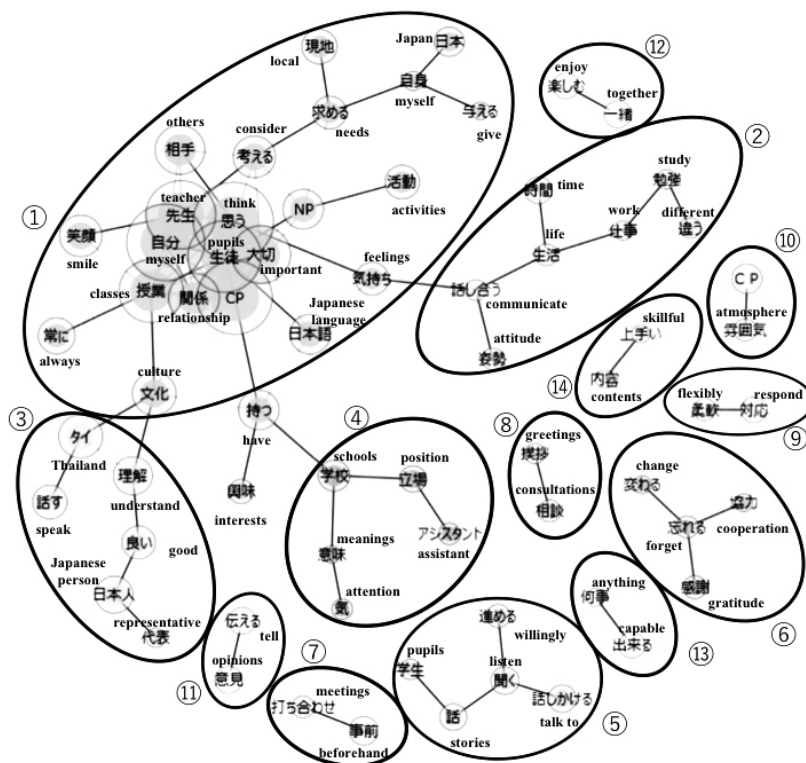 ①
Japan
日本
現地
local
自身
myself
与える
give
求める
needs
others
相手
consider
考える
teacher
先生
think
思う
NP
活動
activities
笑顔
smile
自分
myself
pupils
生徒
大切
important
feelings
気持ち
classes
授業
関係
relationship
CP
Japanese
language
日本語
常に
always
culture
文化
持つ
have
興味
interests
⑫
enjoy
楽しむ
together
一緒
②
study
勉強
時間
time
work
仕事
different
違う
life
生活
話し合う
communicate
attitude
姿勢
⑩
CP
atmosphere
雰囲気
skillful
上手い
内容
contents
⑭
flexibly
respond
柔軟
対応
⑨
③
タイ
Thailand
話す
speak
理解
understand
良い
good
Japanese
person
日本人
representative
代表
④
schools
学校
position
立場
アシスタント
assistant
meanings
意味
attention
気
⑧
greetings
挨拶
consultations
相談
change
変わる
協力
cooperation
忘れる
forget
感謝
gratitude
⑥
anything
何事
capable
出来る
⑬
伝える
tell
opinions
意見
⑪
⑦
meetings
打ち合わせ
事前
beforehand
進める
willingly
pupils
学生
listen
聞く
話しかける
talk to
話
stories
⑤